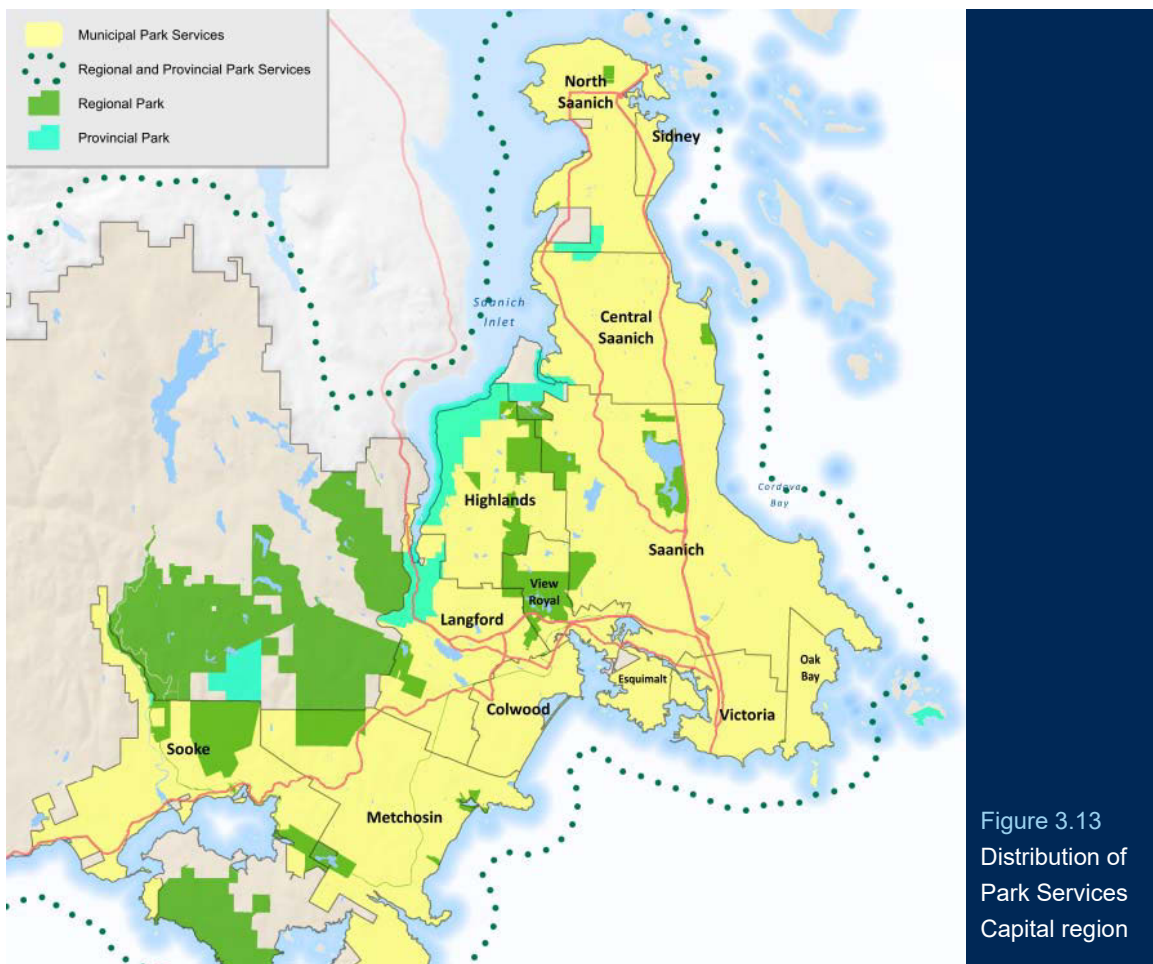 Municipal Park Services
Regional and Provincial Park Services
Regional Park
Provincial Park
North
Saanich
Sidney
Saanich
Inlet
Central
Saanich
Cordova
Bay
Highlands
Saanich
View
Royal
Langford
Oak
Bay
Esquimalt
Colwood
Victoria
Sooke
Metchosin
Figure 3.13
Distribution of
Park Services
Capital region